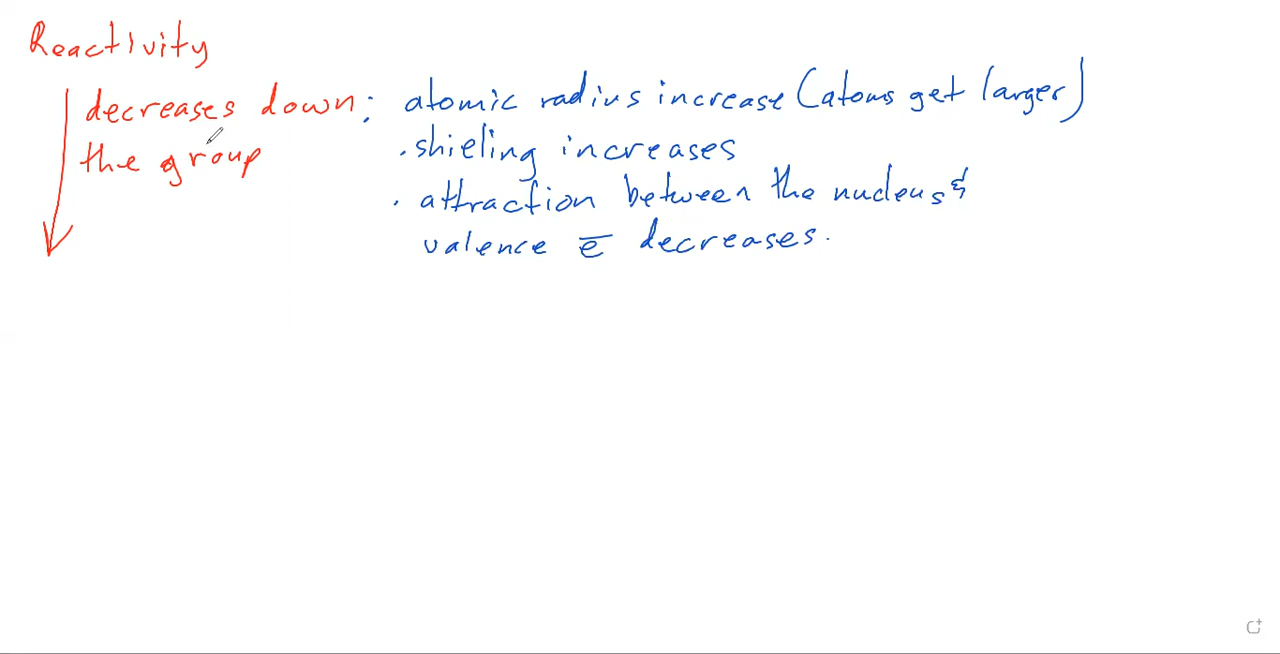 Reactivity
decreases down: atomic radius increase (atoms get larger)
the group
. shieling increases
. attraction between the nucleus &
valence e̅ decreases.